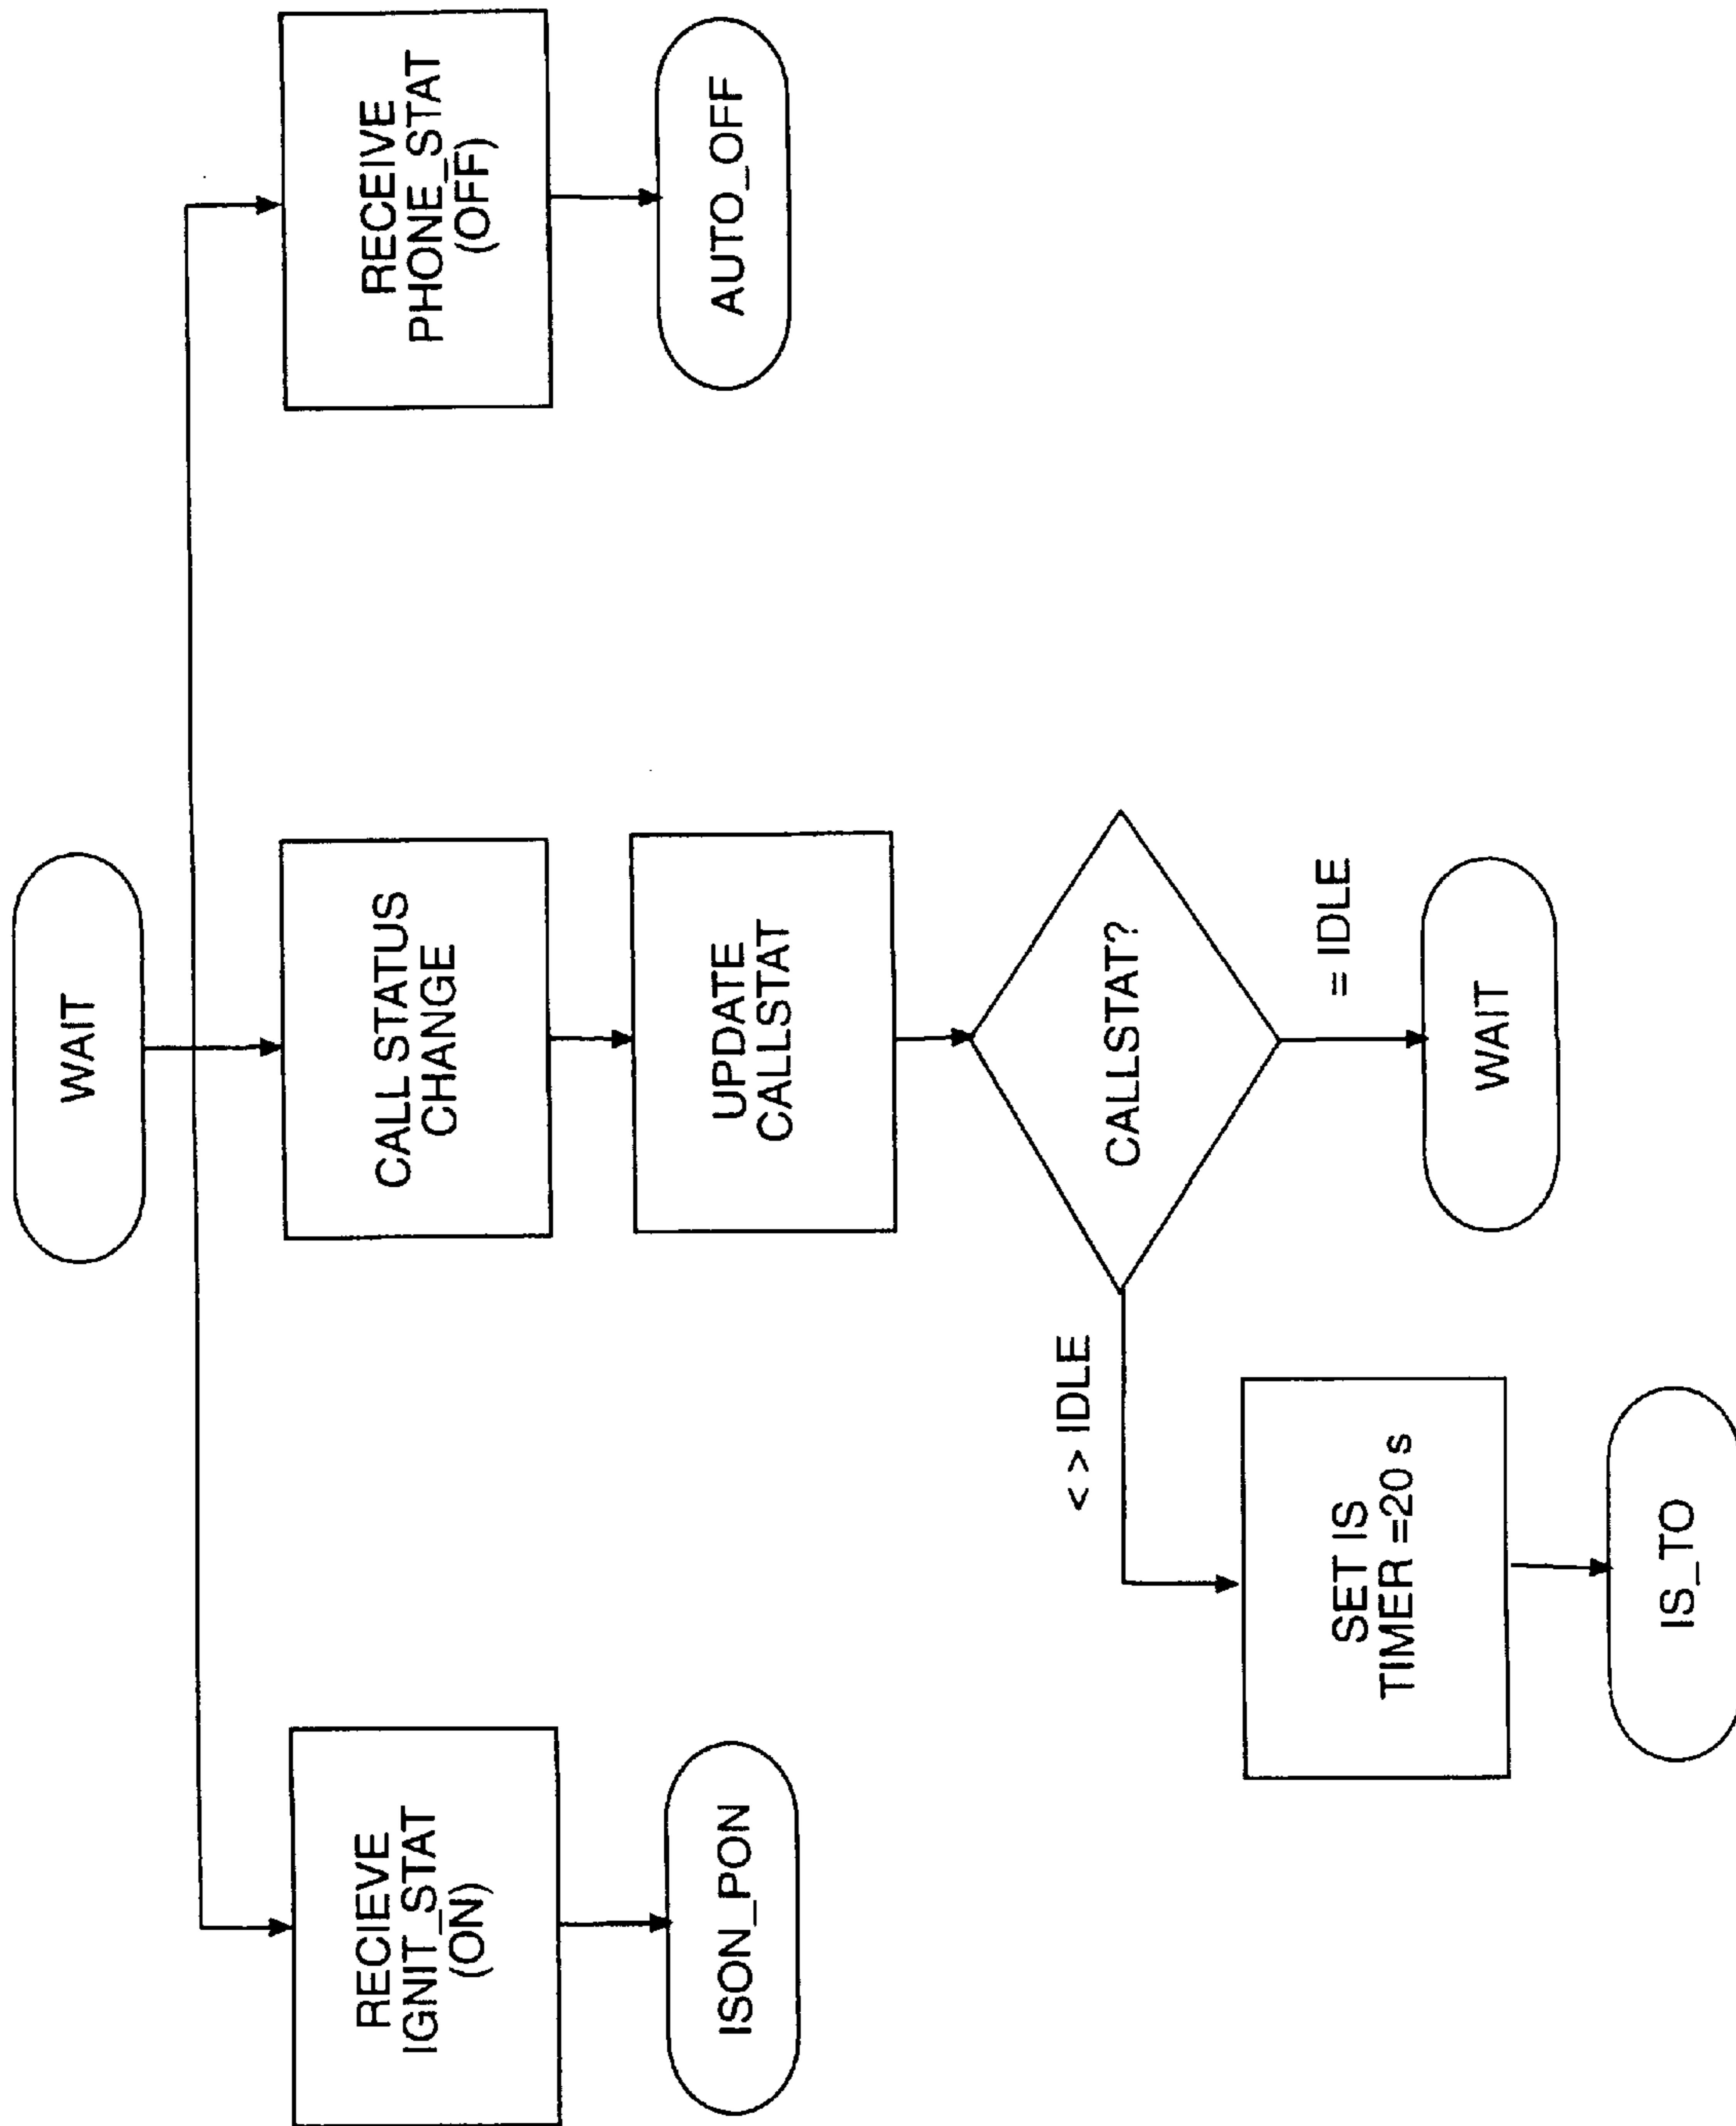 WAIT
RECIEVE
IGNIT_STAT
(ON)
CALL STATUS
CHANGE
RECEIVE
PHONE_STAT
(OFF)
ISON_PON
UPDATE
CALLSTAT
AUTO_OFF
CALLSTAT?
< > IDLE
= IDLE
SET IS
TIMER =20 s
WAIT
IS_TO